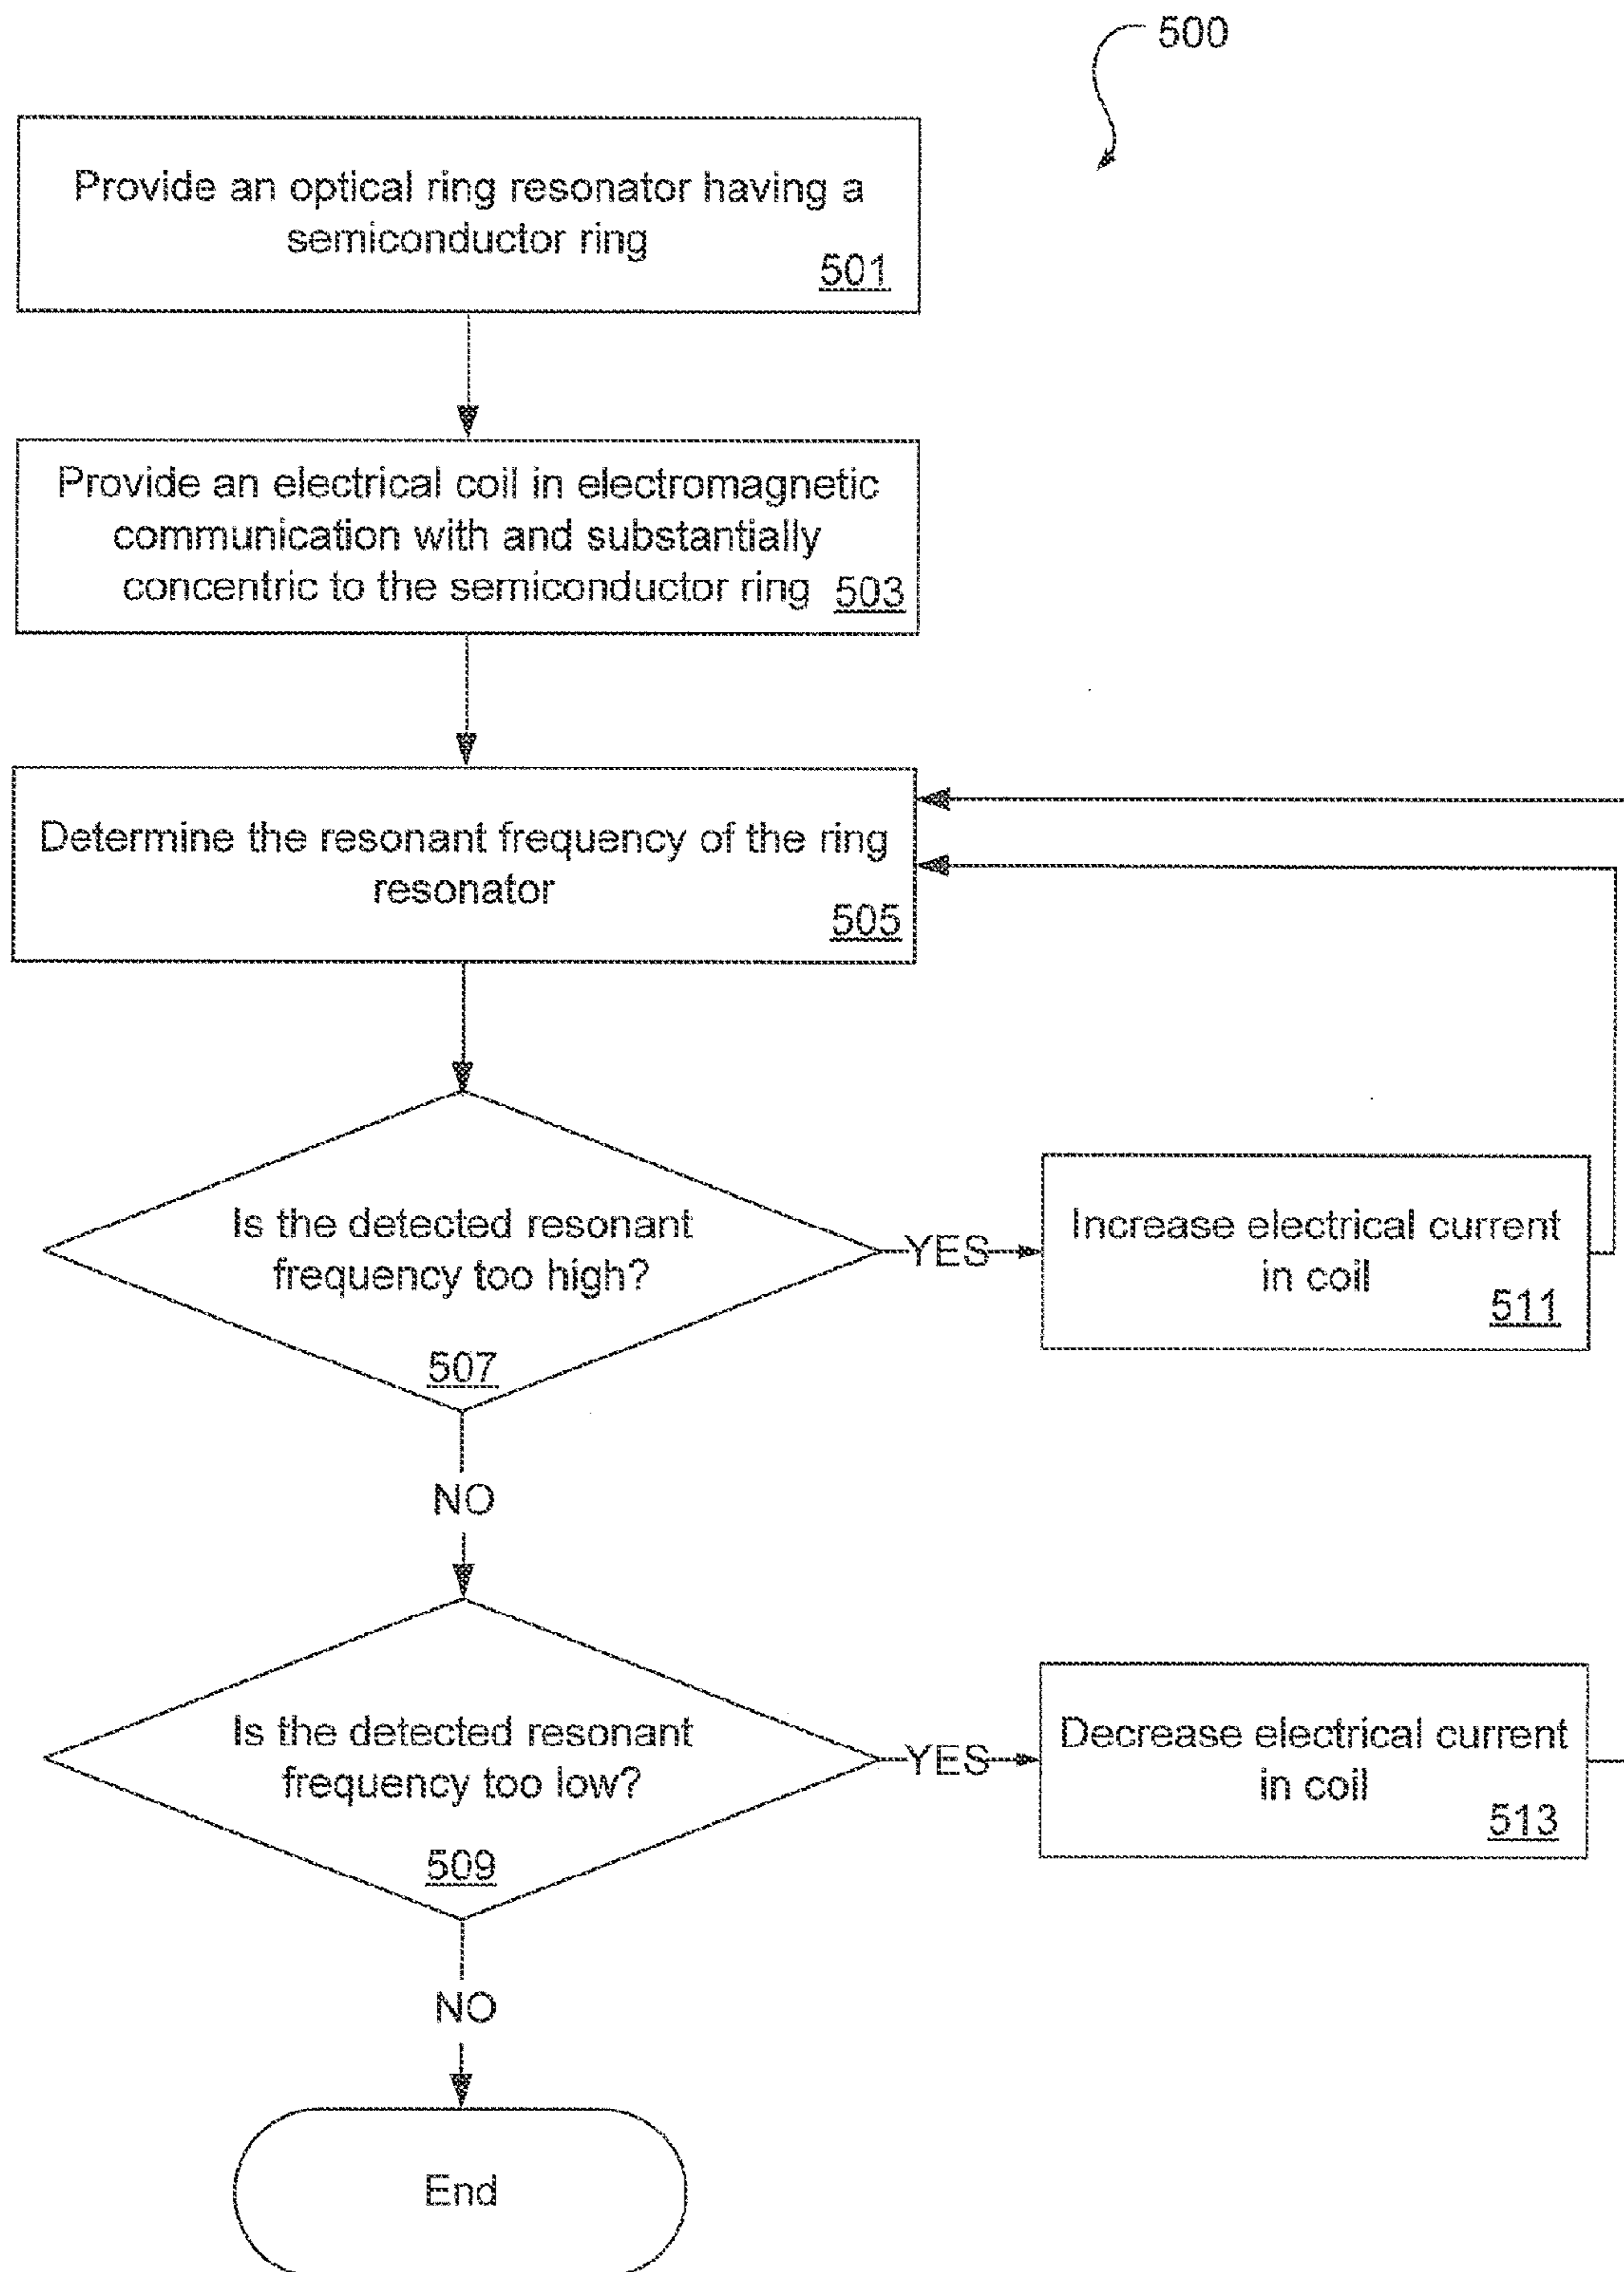 500
Provide an optical ring resonator having a
semiconductor ring
501
Provide an electrical coil in electromagnetic
communication with and substantially
concentric to the semiconductor ring 503
Determine the resonant frequency of the ring
resonator
505
Is the detected resonant
frequency too high?
507
YES
Increase electrical current
in coil
511
NO
Is the detected resonant
frequency too low?
509
YES
Decrease electrical current
in coil
513
NO
End